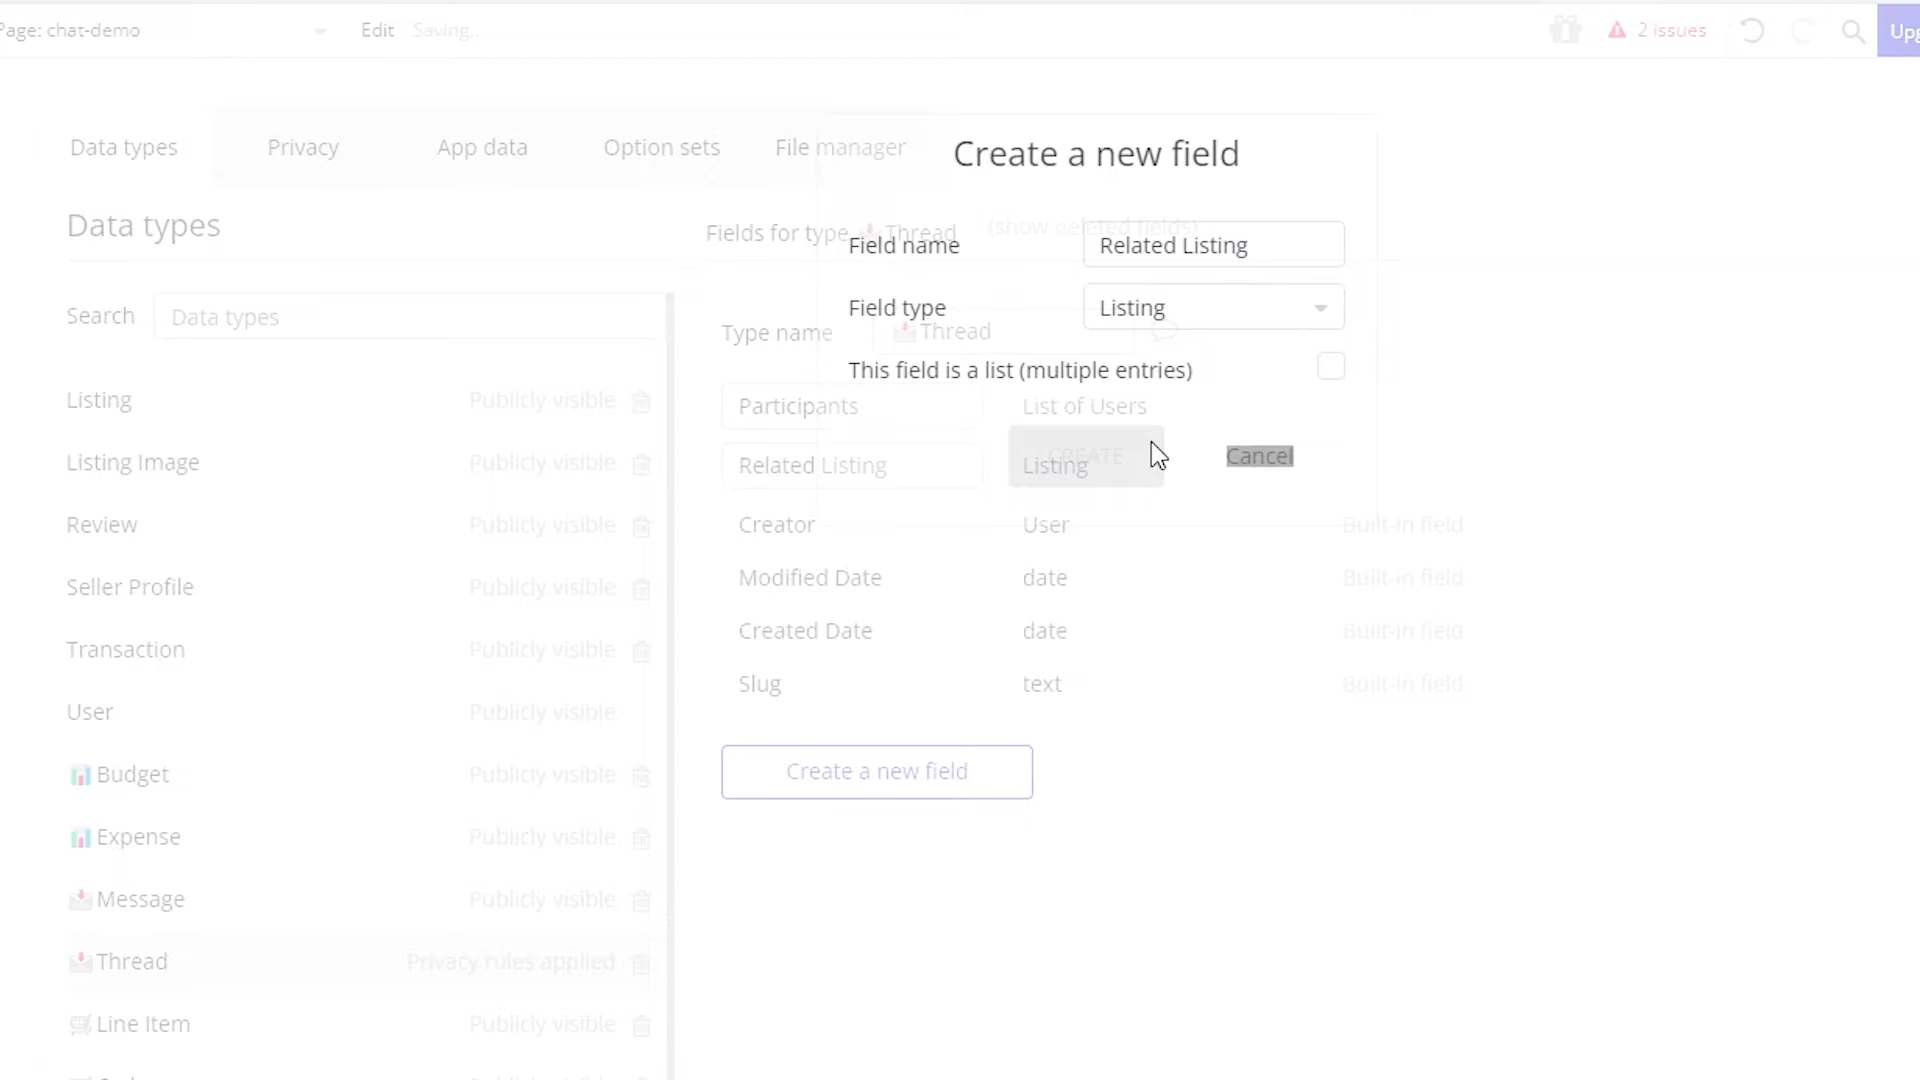 Page: chat-demo
Edit
Saving..
2 issues
Data types
Privacy
App data
Option sets
File manager
Create a new field
Data types
Fields for type Thread (show deleted fields)
Field name
Related Listing
Search
Data types
Field type
Listing
Type name
Thread
This field is a list (multiple entries)
Listing Publicly visible
Participants
List of Users
CREATE
Cancel
Listing Image Publicly visible
Related Listing
Listing
Review Publicly visible
Creator User Built-in field
Seller Profile Publicly visible
Modified Date date Built-in field
Transaction Publicly visible
Created Date date Built-in field
User Publicly visible
Slug text Built-in field
Budget Publicly visible
Create a new field
Expense Publicly visible
Message Publicly visible
Thread Privacy rules applied
Line Item Publicly visible